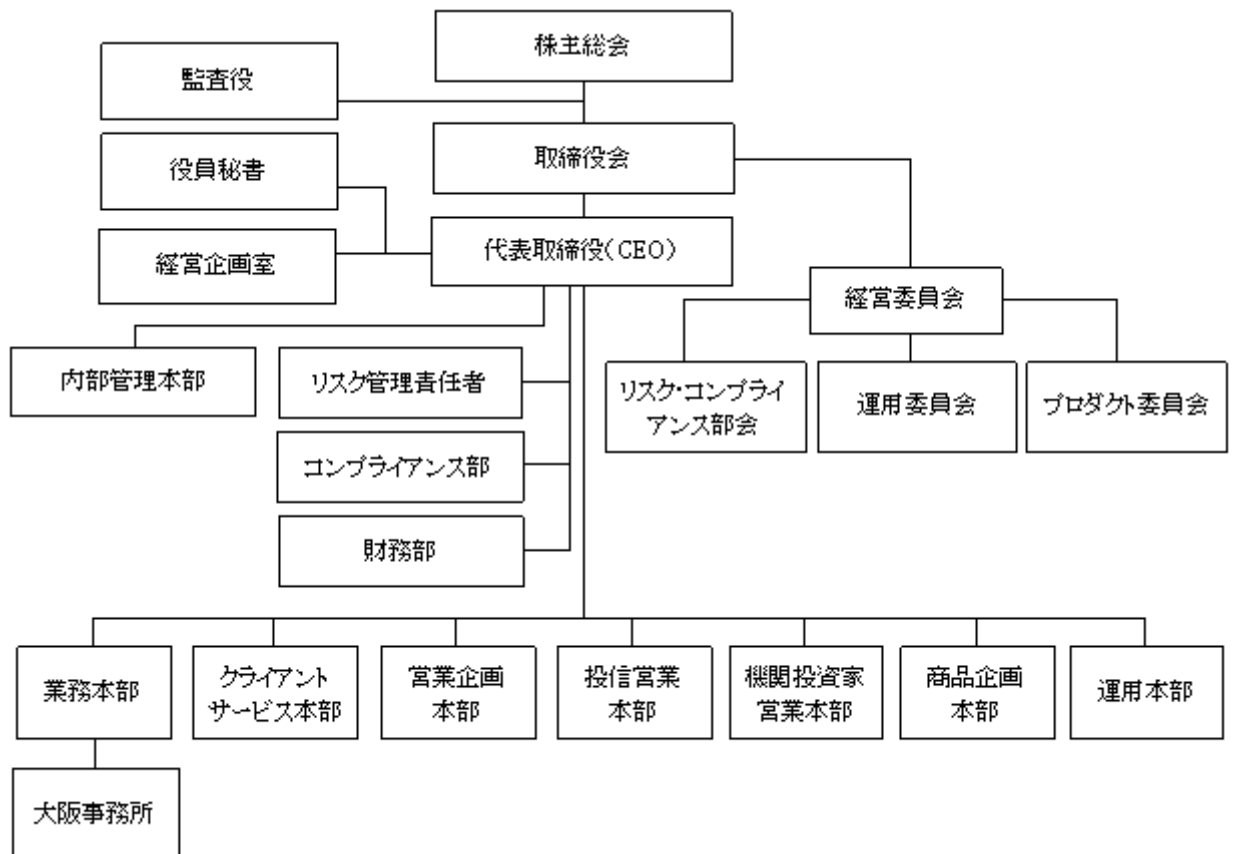 株主総会
監査役
取締役会
役員秘書
代表取締役(CEO)
経営企画室
経営委員会
内部管理本部
リスク管理責任者
リスク・コンプライ
アンス部会
運用委員会
プロダクト委員会
コンプライアンス部
財務部
業務本部
クライアント
サービス本部
営業企画
本部
投信営業
本部
機関投資家
営業本部
商品企画
本部
運用本部
大阪事務所